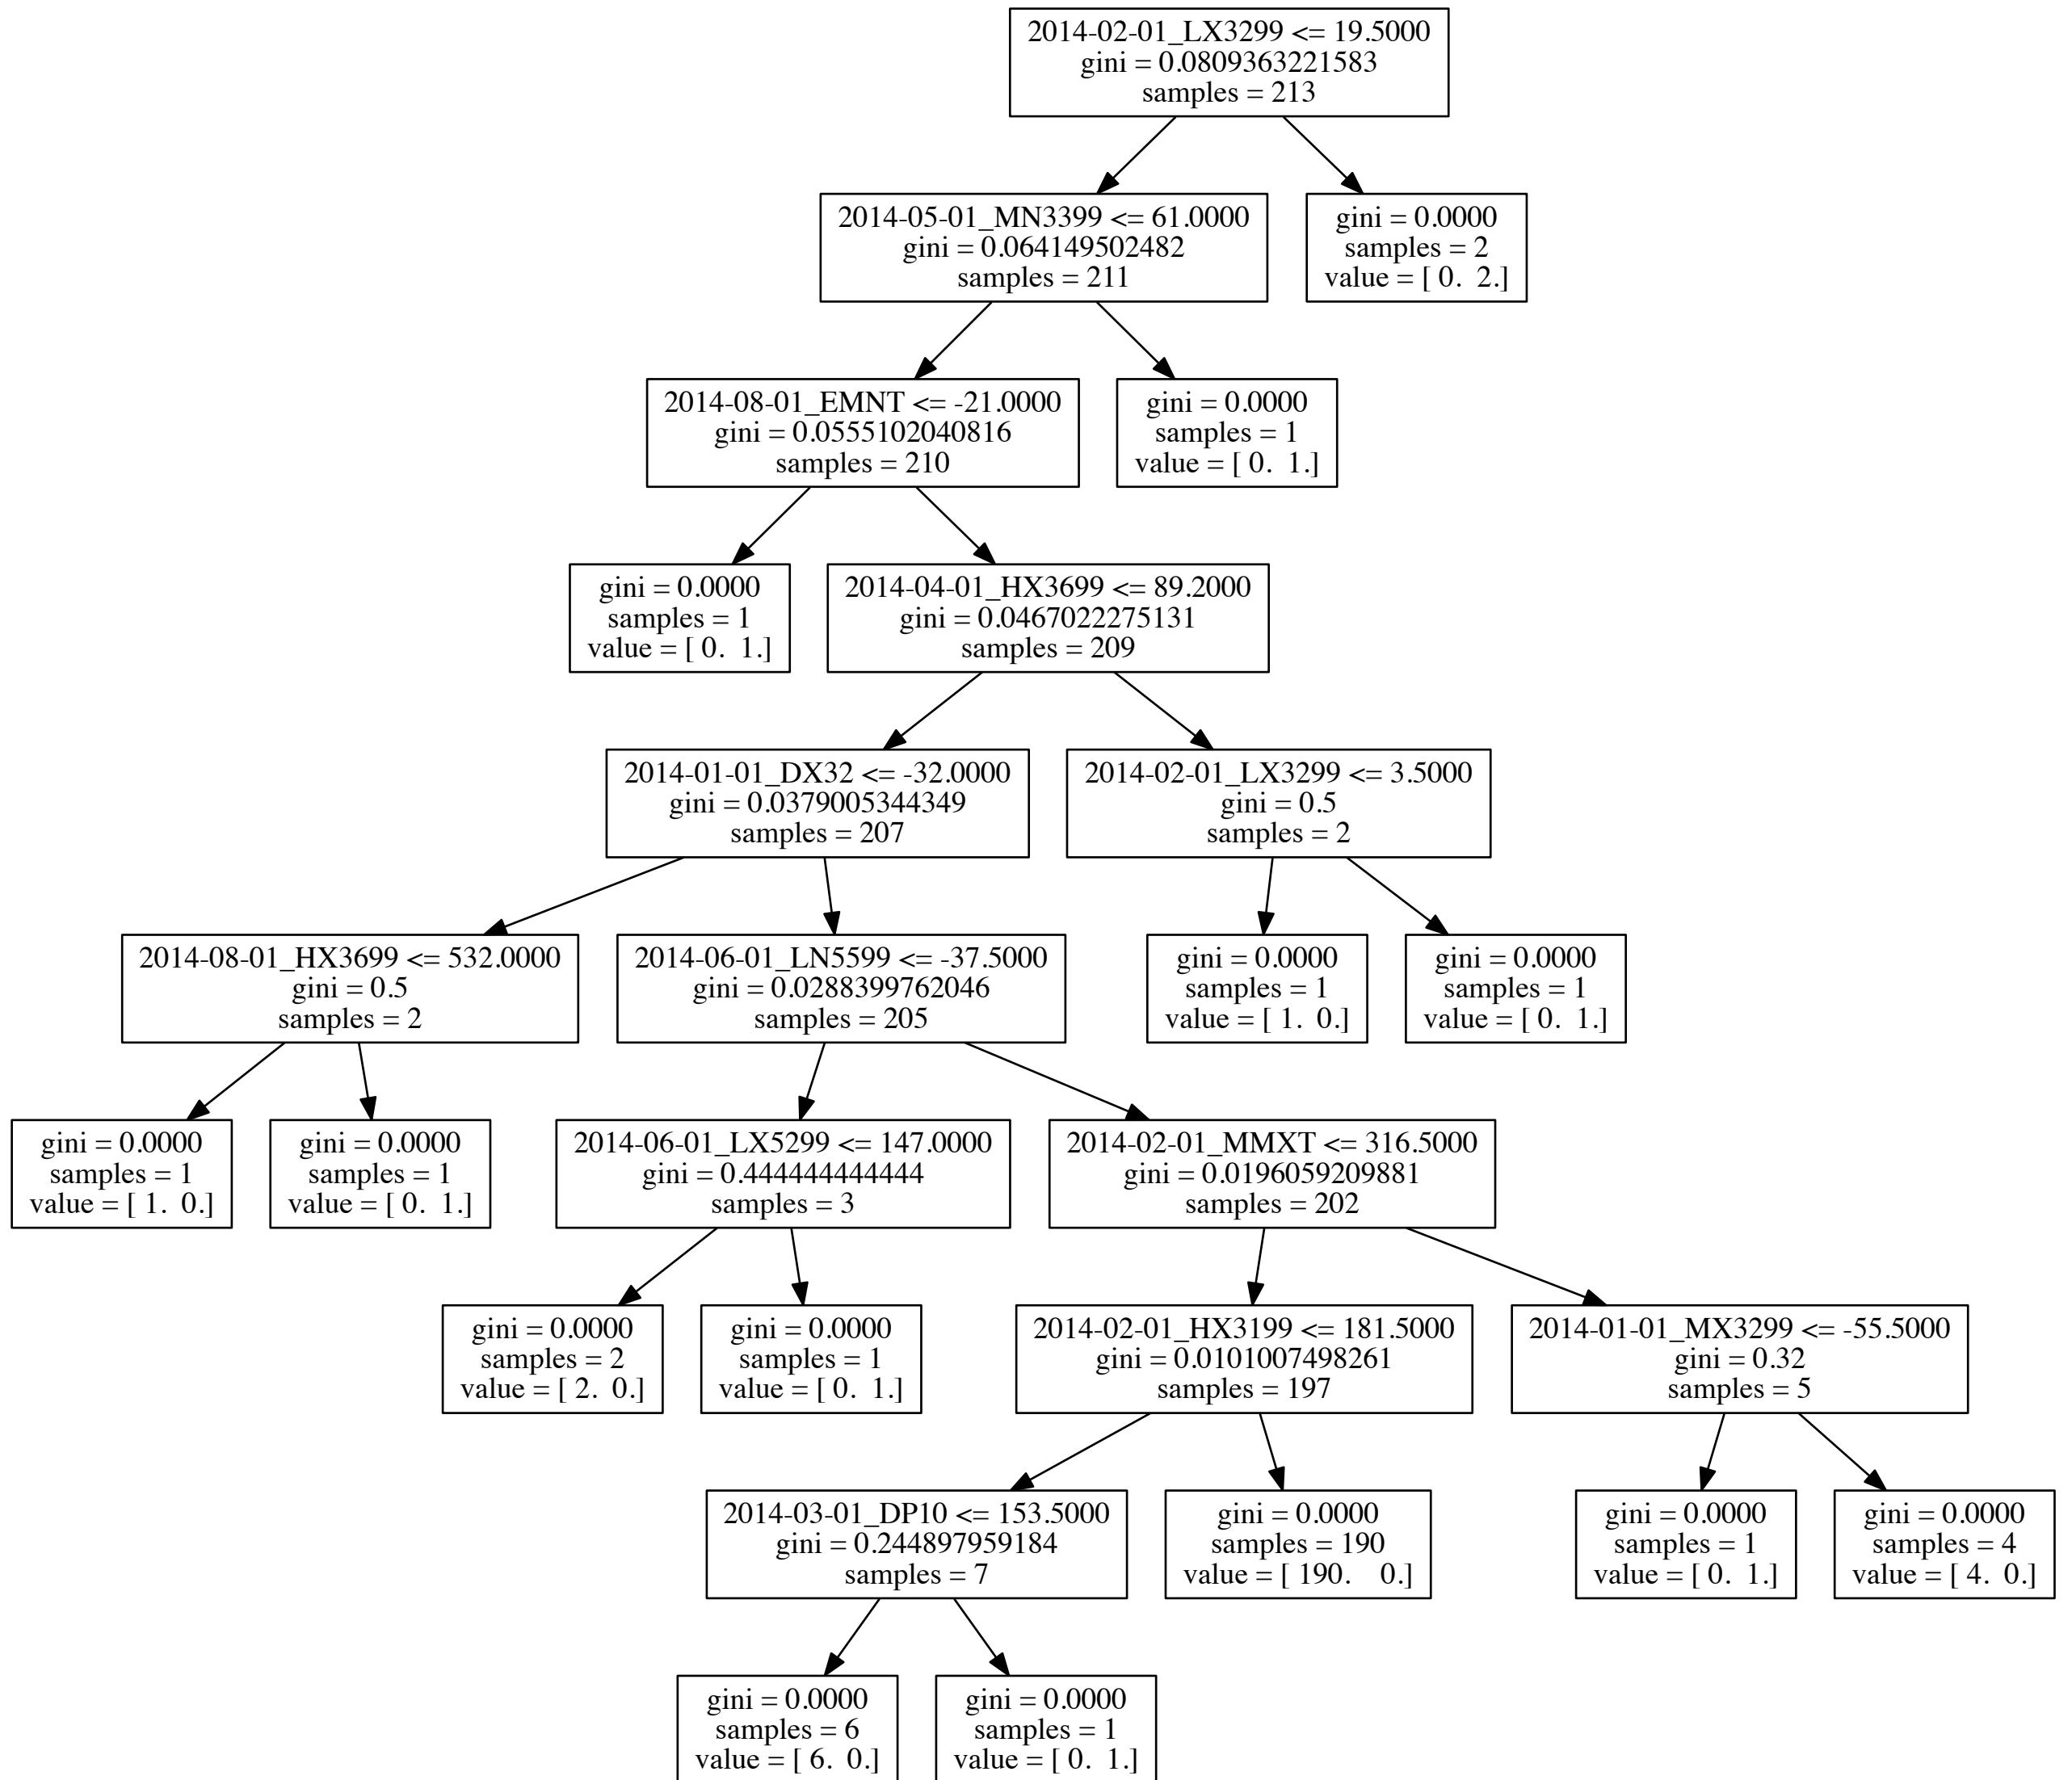 2014-02-01_LX3299 <= 19.5000
gini = 0.0809363221583
samples = 213
2014-05-01_MN3399 <= 61.0000
gini = 0.064149502482
samples = 211
gini = 0.0000
samples = 2
value = [ 0.  2.]
2014-08-01_EMNT <= -21.0000
gini = 0.0555102040816
samples = 210
gini = 0.0000
samples = 1
value = [ 0.  1.]
gini = 0.0000
samples = 1
value = [ 0.  1.]
2014-04-01_HX3699 <= 89.2000
gini = 0.0467022275131
samples = 209
2014-01-01_DX32 <= -32.0000
gini = 0.0379005344349
samples = 207
2014-02-01_LX3299 <= 3.5000
gini = 0.5
samples = 2
2014-08-01_HX3699 <= 532.0000
gini = 0.5
samples = 2
2014-06-01_LN5599 <= -37.5000
gini = 0.0288399762046
samples = 205
gini = 0.0000
samples = 1
value = [ 1.  0.]
gini = 0.0000
samples = 1
value = [ 0.  1.]
gini = 0.0000
samples = 1
value = [ 1.  0.]
gini = 0.0000
samples = 1
value = [ 0.  1.]
2014-06-01_LX5299 <= 147.0000
gini = 0.444444444444
samples = 3
2014-02-01_MMXT <= 316.5000
gini = 0.0196059209881
samples = 202
gini = 0.0000
samples = 2
value = [ 2.  0.]
gini = 0.0000
samples = 1
value = [ 0.  1.]
2014-02-01_HX3199 <= 181.5000
gini = 0.0101007498261
samples = 197
2014-01-01_MX3299 <= -55.5000
gini = 0.32
samples = 5
2014-03-01_DP10 <= 153.5000
gini = 0.244897959184
samples = 7
gini = 0.0000
samples = 190
value = [ 190.    0.]
gini = 0.0000
samples = 1
value = [ 0.  1.]
gini = 0.0000
samples = 4
value = [ 4.  0.]
gini = 0.0000
samples = 6
value = [ 6.  0.]
gini = 0.0000
samples = 1
value = [ 0.  1.]